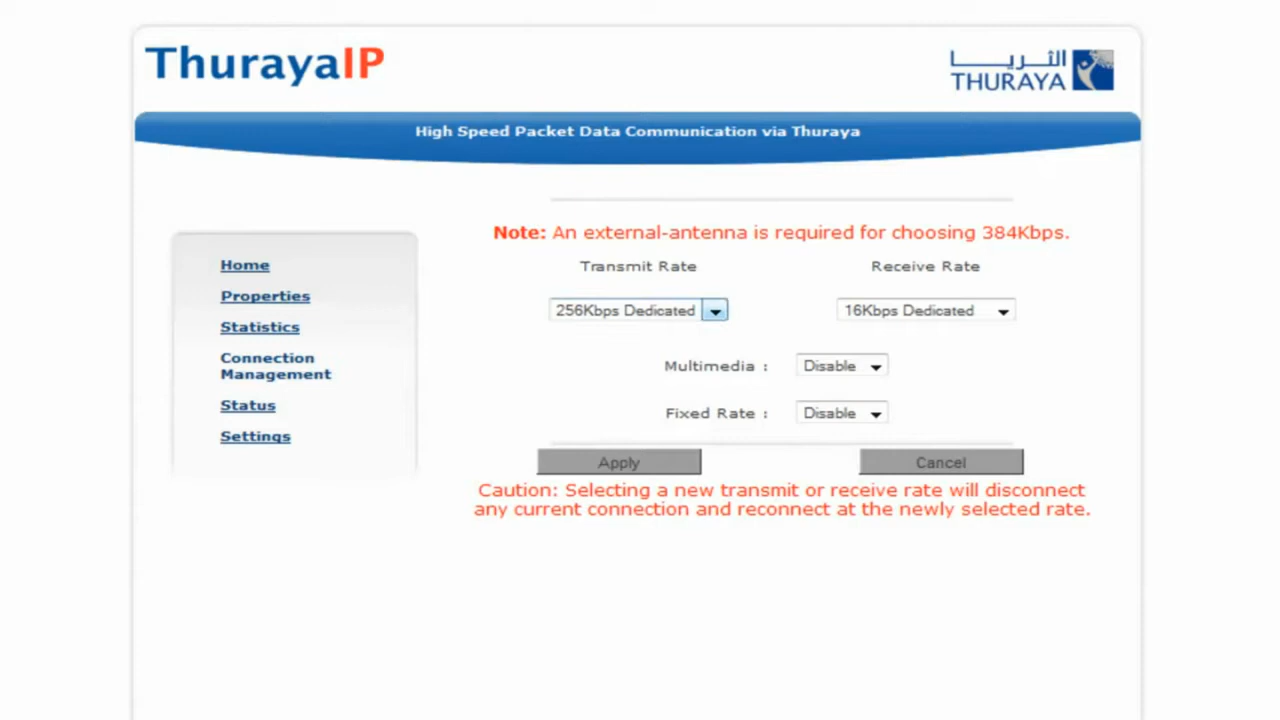 ThurayaIP
الثريا
THURAYA
High Speed Packet Data Communication via Thuraya
Home
Properties
Statistics
Connection
Management
Status
Settings
Note: An external-antenna is required for choosing 384Kbps.
Transmit Rate Receive Rate
256Kbps Dedicated 16Kbps Dedicated
Multimedia : Disable
Fixed Rate : Disable
Apply Cancel
Caution: Selecting a new transmit or receive rate will disconnect
any current connection and reconnect at the newly selected rate.